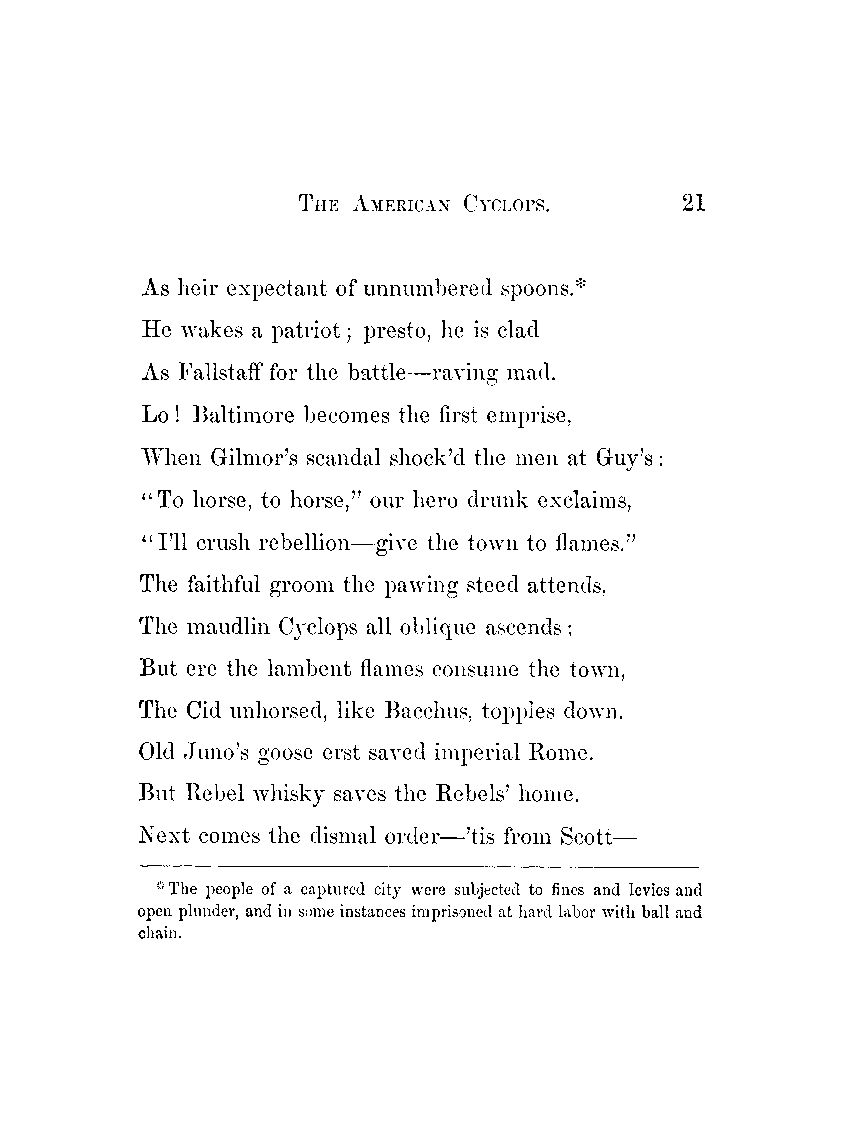 The American Cyclops. 21
As heir expectant of unnumbered spoons.*
He wakes a patriot; presto, he is clad
As Fallstaff for the battle—raving mad.
Lo! Baltimore becomes the first emprise,
When Gilmor's scandal shock'd the men at Guy's:
"To horse, to horse," our hero drunk exclaims,
"I'll crush rebellion—give the town to flames."
The faithful groom the pawing steed attends,
The maudlin Cyclops all oblique ascends;
But ere the lambent flames consume the town,
The Cid unhorsed, like Bacchus, topples down.
Old Juno's goose erst saved imperial Rome.
But Rebel whisky saves the Rebels' home.
Next comes the dismal order—'tis from Scott—
*The people of a captured city were subjected to fines and levies and
open plunder, and in some instances imprisoned at hard labor with ball and
chain.